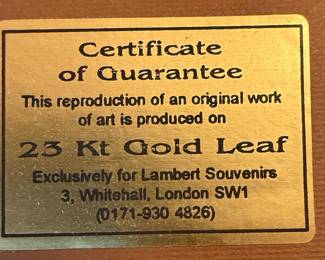 Certificate
of Guarantee
This reproduction of an original work
of art is produced on
23 Kt Gold Leaf
Exclusively for Lambert Souvenirs
3, Whitehall, London SW1
(0171-930 4826)